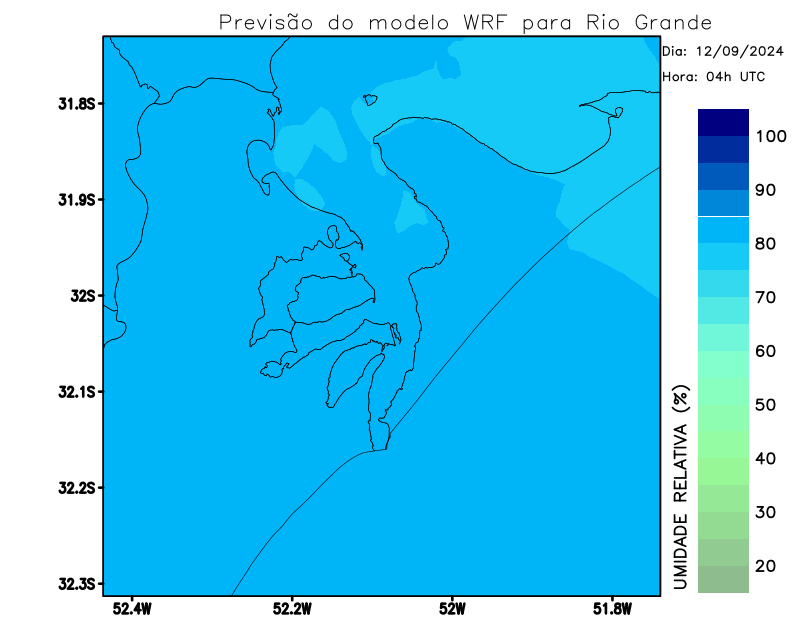 Previsão do modelo WRF para Rio Grande
Dia: 12/09/2024
Hora: 04h UTC
31.8S
31.9S
32S
32.1S
32.2S
32.3S
52.4W
52.2W
52W
51.8W
100
90
80
70
60
50
40
30
20
UMIDADE RELATIVA (%)